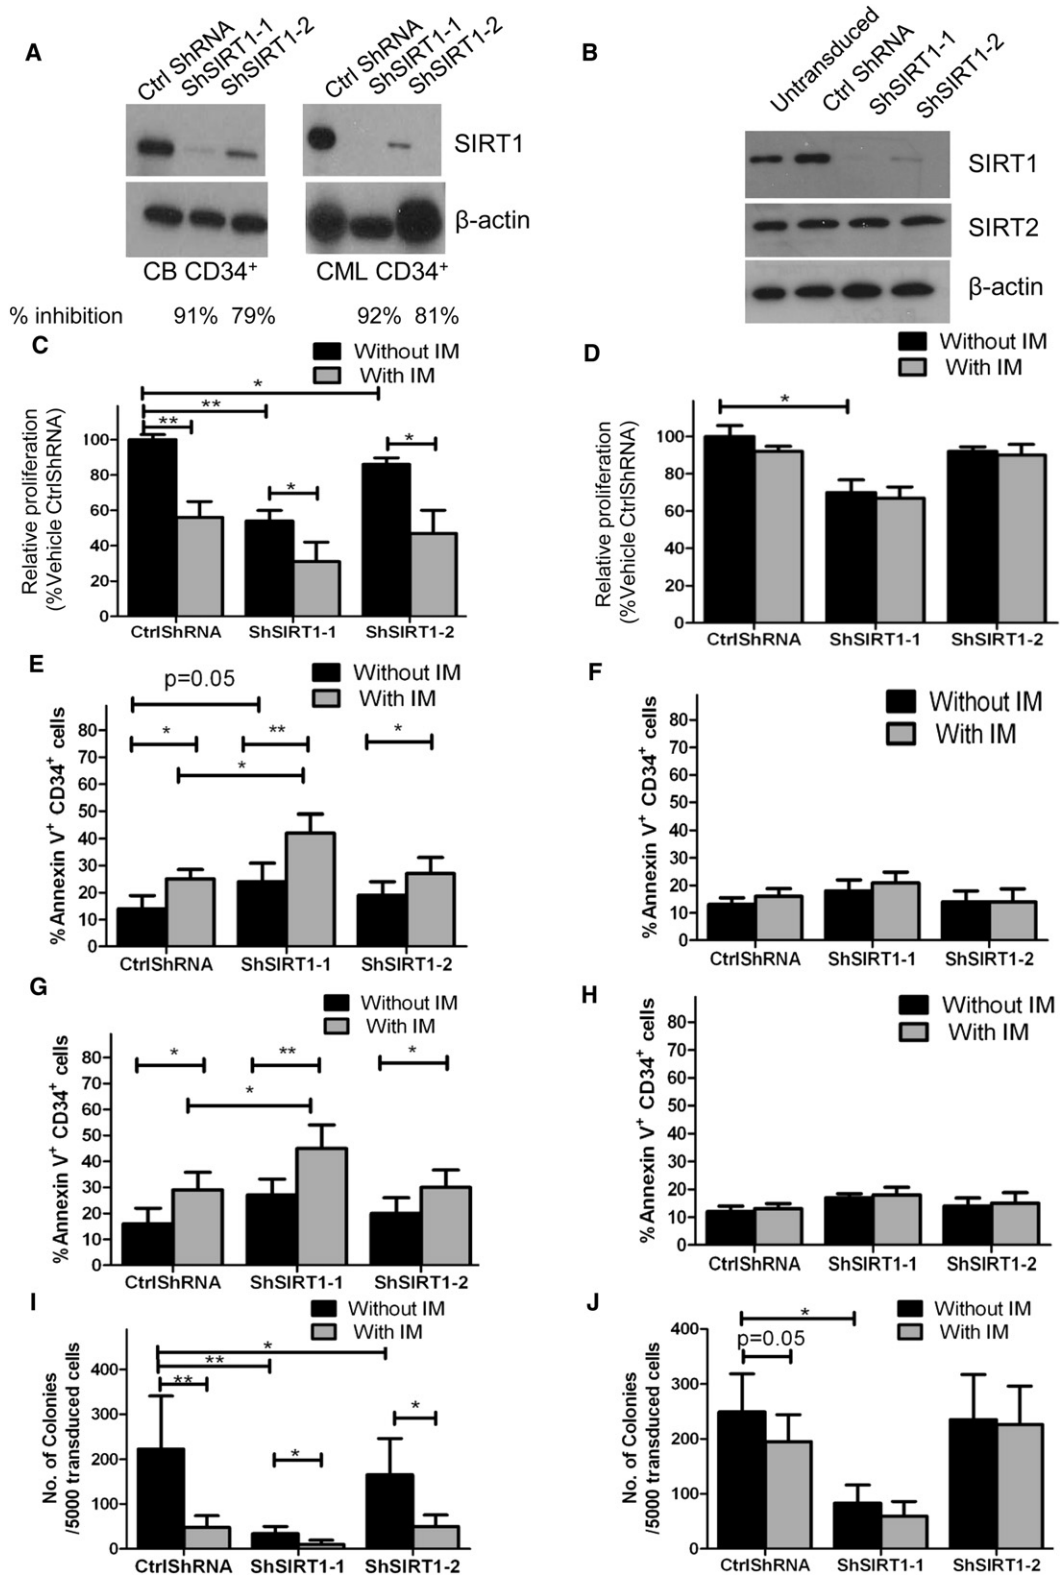 A
Ctrl ShRNA
ShSIRT1-1
ShSIRT1-2
Ctrl ShRNA
ShSIRT1-1
ShSIRT1-2
SIRT1
β-actin
CB CD34+
CML CD34+
% inhibition 91% 79% 92% 81%
B
Untransduced
Ctrl ShRNA
ShSIRT1-1
ShSIRT1-2
SIRT1
SIRT2
β-actin
C
Without IM
With IM
Relative proliferation
(%Vehicle CtrlShRNA)
100
80
60
40
20
0
*
**
**
*
*
CtrlShRNA ShSIRT1-1 ShSIRT1-2
D
Without IM
With IM
Relative proliferation
(%Vehicle CtrlShRNA)
100
80
60
40
20
0
*
CtrlShRNA ShSIRT1-1 ShSIRT1-2
E
Without IM
With IM
%Annexin V+ CD34+ cells
80
70
60
50
40
30
20
10
0
p=0.05
* ** *
*
CtrlShRNA ShSIRT1-1 ShSIRT1-2
F
Without IM
With IM
%Annexin V+ CD34+ cells
80
70
60
50
40
30
20
10
0
CtrlShRNA ShSIRT1-1 ShSIRT1-2
G
Without IM
With IM
%Annexin V+ CD34+ cells
80
70
60
50
40
30
20
10
0
* ** *
*
CtrlShRNA ShSIRT1-1 ShSIRT1-2
H
Without IM
With IM
%Annexin V+ CD34+ cells
80
70
60
50
40
30
20
10
0
CtrlShRNA ShSIRT1-1 ShSIRT1-2
I
Without IM
With IM
No. of Colonies
/5000 transduced cells
400
300
200
100
0
*
**
**
*
*
CtrlShRNA ShSIRT1-1 ShSIRT1-2
J
Without IM
With IM
No. of Colonies
/5000 transduced cells
400
300
200
100
0
*
p=0.05
CtrlShRNA ShSIRT1-1 ShSIRT1-2